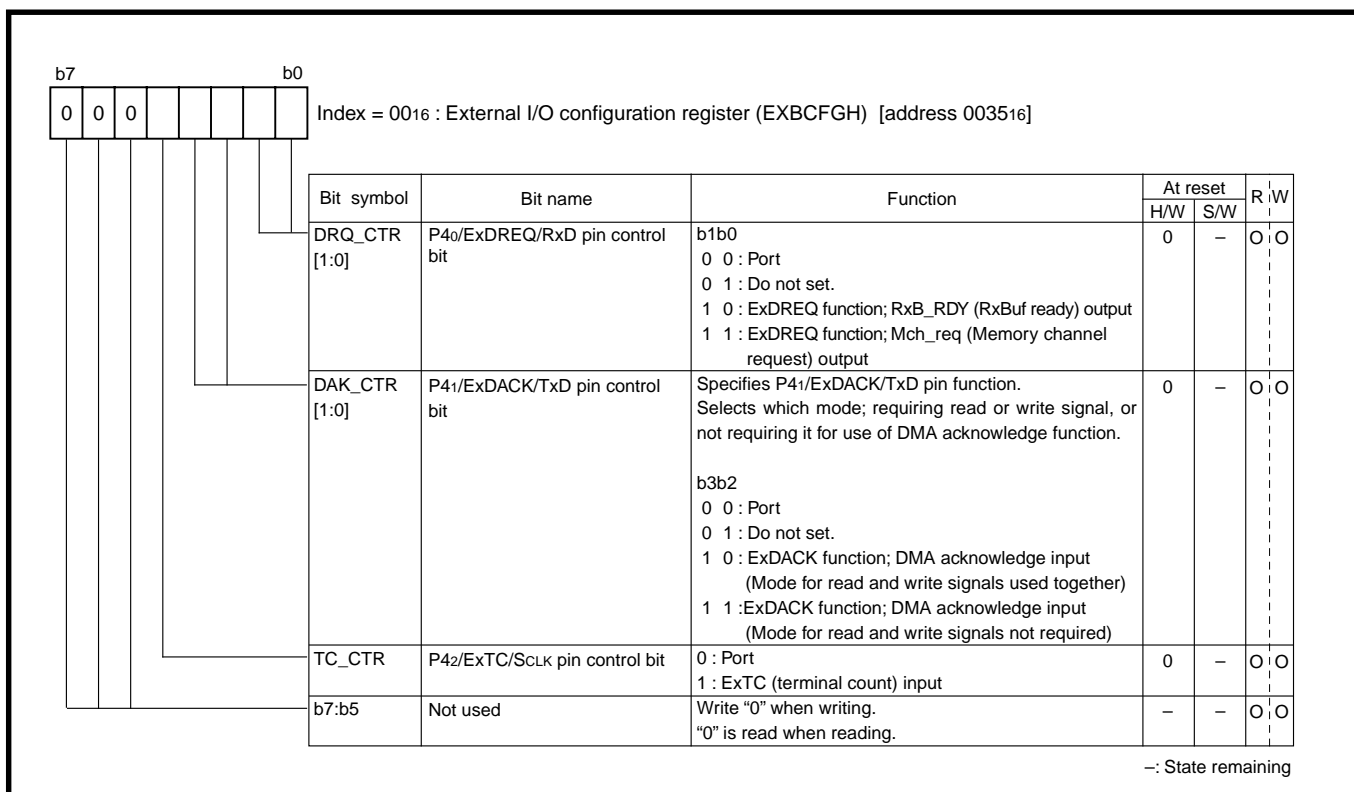 b7 b0
0 0 0 Index = 0016 : External I/O configuration register (EXBCFGH) [address 003516]
Bit symbol Bit name Function At reset R W
H/W S/W
DRQ_CTR [1:0] P40/ExDREQ/RxD pin control bit
b1b0
0 0 : Port
0 1 : Do not set.
1 0 : ExDREQ function; RxB_RDY (RxBuf ready) output
1 1 : ExDREQ function; Mch_req (Memory channel
request) output
0 – O O
DAK_CTR [1:0] P41/ExDACK/TxD pin control bit
Specifies P41/ExDACK/TxD pin function.
Selects which mode; requiring read or write signal, or
not requiring it for use of DMA acknowledge function.
b3b2
0 0 : Port
0 1 : Do not set.
1 0 : ExDACK function; DMA acknowledge input
(Mode for read and write signals used together)
1 1 :ExDACK function; DMA acknowledge input
(Mode for read and write signals not required)
0 – O O
TC_CTR P42/ExTC/SCLK pin control bit
0 : Port
1 : ExTC (terminal count) input
0 – O O
b7:b5 Not used
Write “0” when writing.
“0” is read when reading.
– – O O
–: State remaining